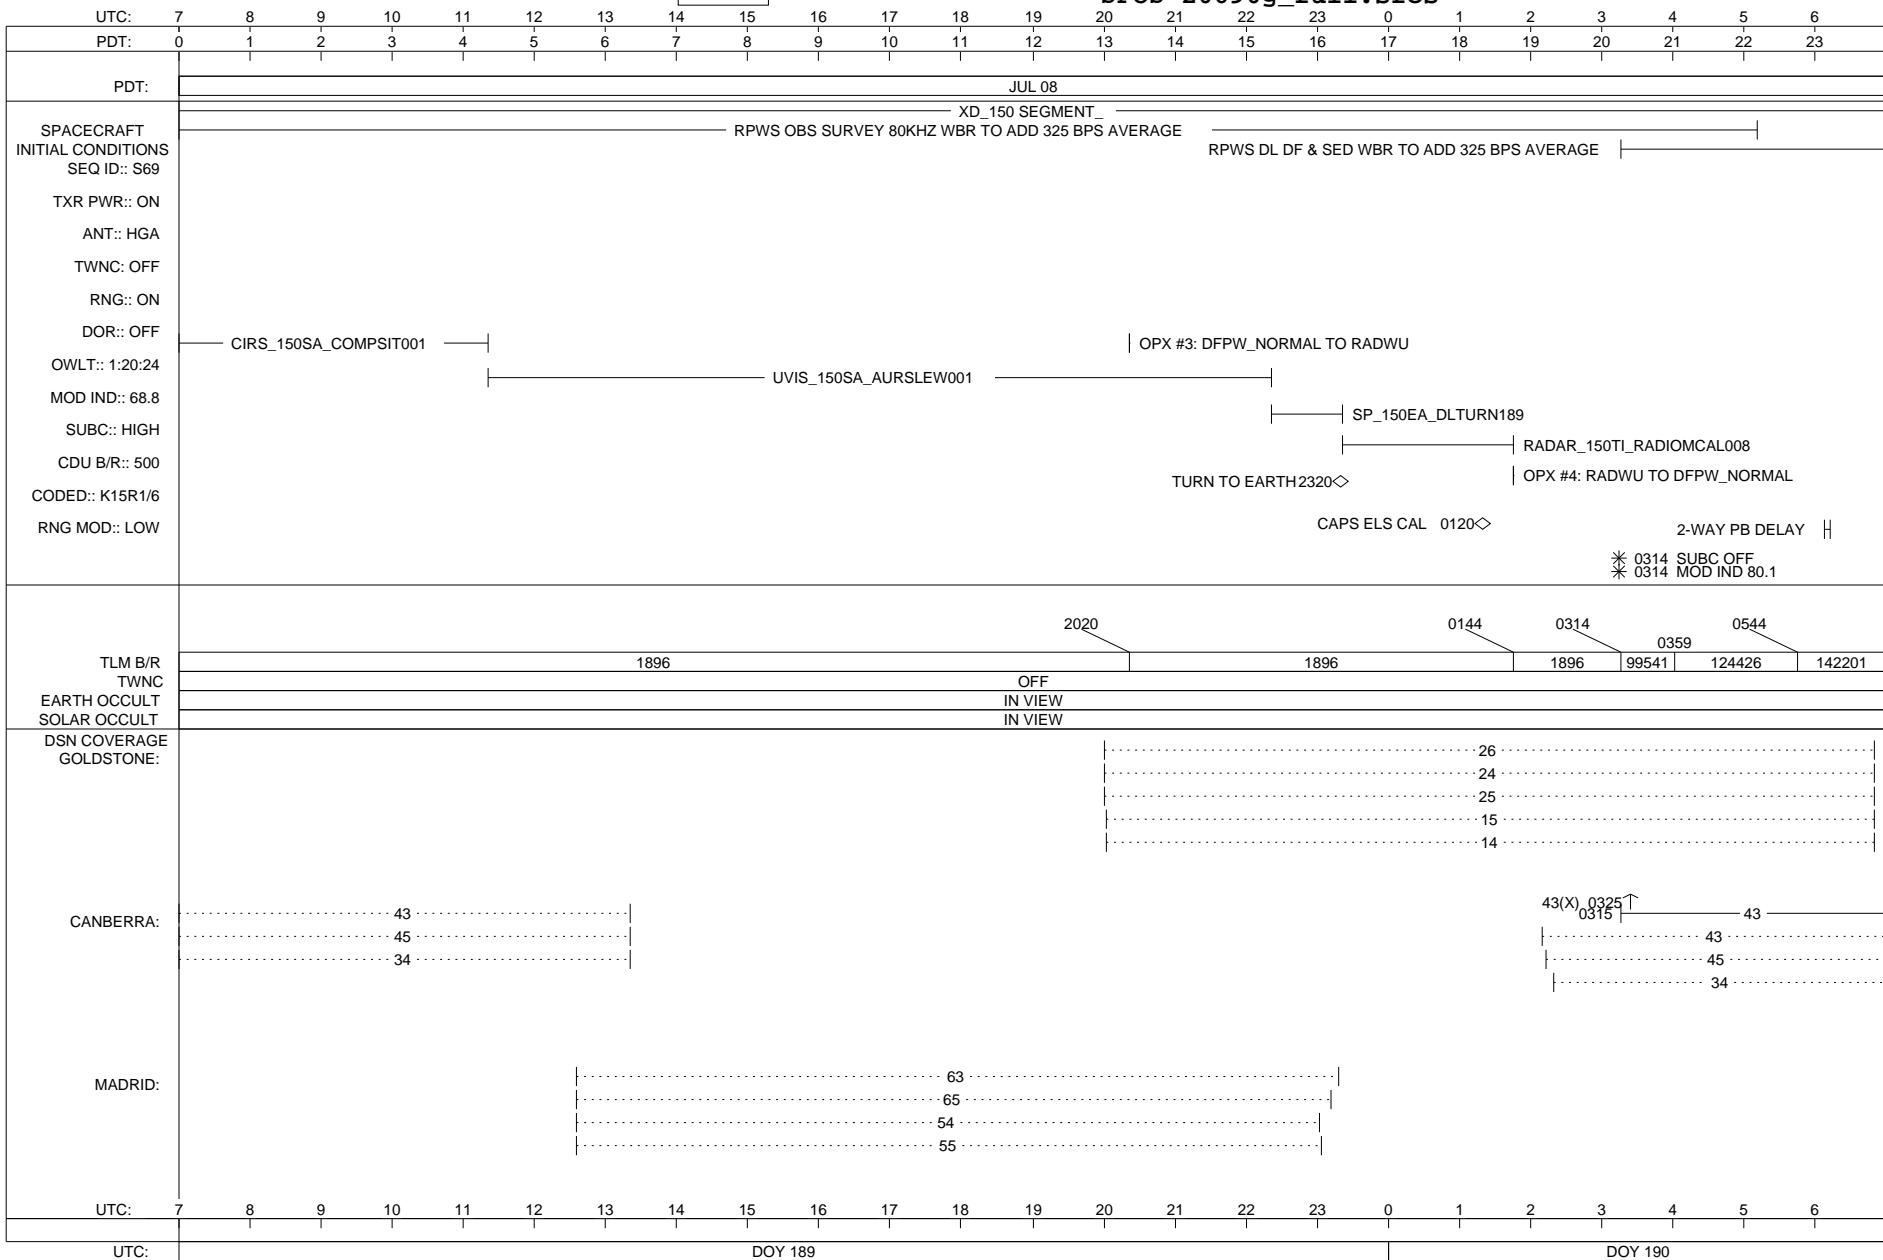 UTC: 7 8 9 10 11 12 13 14 15 16 17 18 19 20 21 22 23 0 1 2 3 4 5 6
PDT: 0 1 2 3 4 5 6 7 8 9 10 11 12 13 14 15 16 17 18 19 20 21 22 23
PDT: JUL 08
XD_150 SEGMENT_
SPACECRAFT RPWS OBS SURVEY 80KHZ WBR TO ADD 325 BPS AVERAGE
INITIAL CONDITIONS RPWS DL DF & SED WBR TO ADD 325 BPS AVERAGE
SEQ ID:: S69
TXR PWR:: ON
ANT:: HGA
TWNC: OFF
RNG:: ON
DOR:: OFF
CIRS_150SA_COMPSIT001 OPX #3: DFPW_NORMAL TO RADWU
OWLT:: 1:20:24
UVIS_150SA_AURSLEW001
MOD IND:: 68.8
SP_150EA_DLTURN189
SUBC:: HIGH
RADAR_150TI_RADIOMCAL008
CDU B/R:: 500
OPX #4: RADWU TO DFPW_NORMAL
TURN TO EARTH 2320
CODED:: K15R1/6
RNG MOD:: LOW CAPS ELS CAL 0120 2-WAY PB DELAY
0314 SUBC OFF
0314 MOD IND 80.1
2020 0144 0314 0544
0359
TLM B/R 1896 1896 1896 99541 124426 142201
TWNC OFF
EARTH OCCULT IN VIEW
SOLAR OCCULT IN VIEW
DSN COVERAGE
GOLDSTONE: 26
24
25
15
14
43(X) 0325
CANBERRA: 43 0315 43
45 43
34 45
34
MADRID: 63
65
54
55
UTC: 7 8 9 10 11 12 13 14 15 16 17 18 19 20 21 22 23 0 1 2 3 4 5 6
UTC: DOY 189 DOY 190